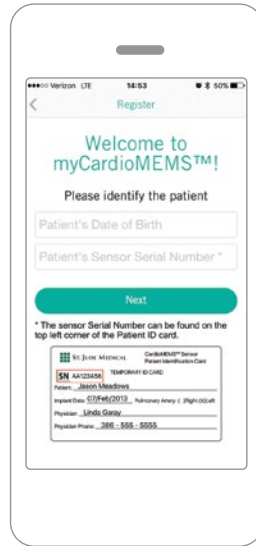 Verizon LTE 14:53 50%
Register
Welcome to
myCardioMEMS™!
Please identify the patient
Patient's Date of Birth
Patient's Sensor Serial Number *
Next
* The sensor Serial Number can be found on the
top left corner of the Patient ID card.
ST. JUDE MEDICAL CardioMEMS™ Sensor
Patient Identification Card
SN AA123456 TEMPORARY ID CARD
Patient: Jason Meadows
Implant Date: 07/Feb/2013 Pulmonary Artery: ( )Right (X)Left
Physician: Linda Garay
Physician Phone: 386 - 555 - 5555